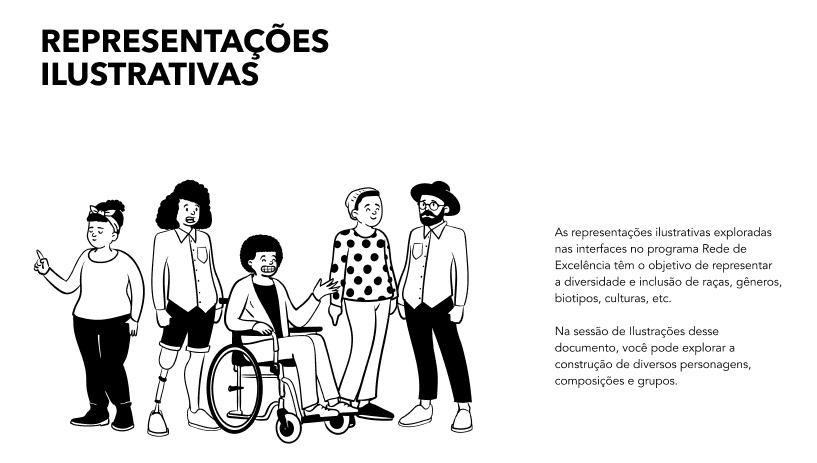 REPRESENTAÇÕES
ILUSTRATIVAS
As representações ilustrativas exploradas
nas interfaces no programa Rede de
Excelência têm o objetivo de representar
a diversidade e inclusão de raças, gêneros,
biotipos, culturas, etc.
Na sessão de Ilustrações desse
documento, você pode explorar a
construção de diversos personagens,
composições e grupos.